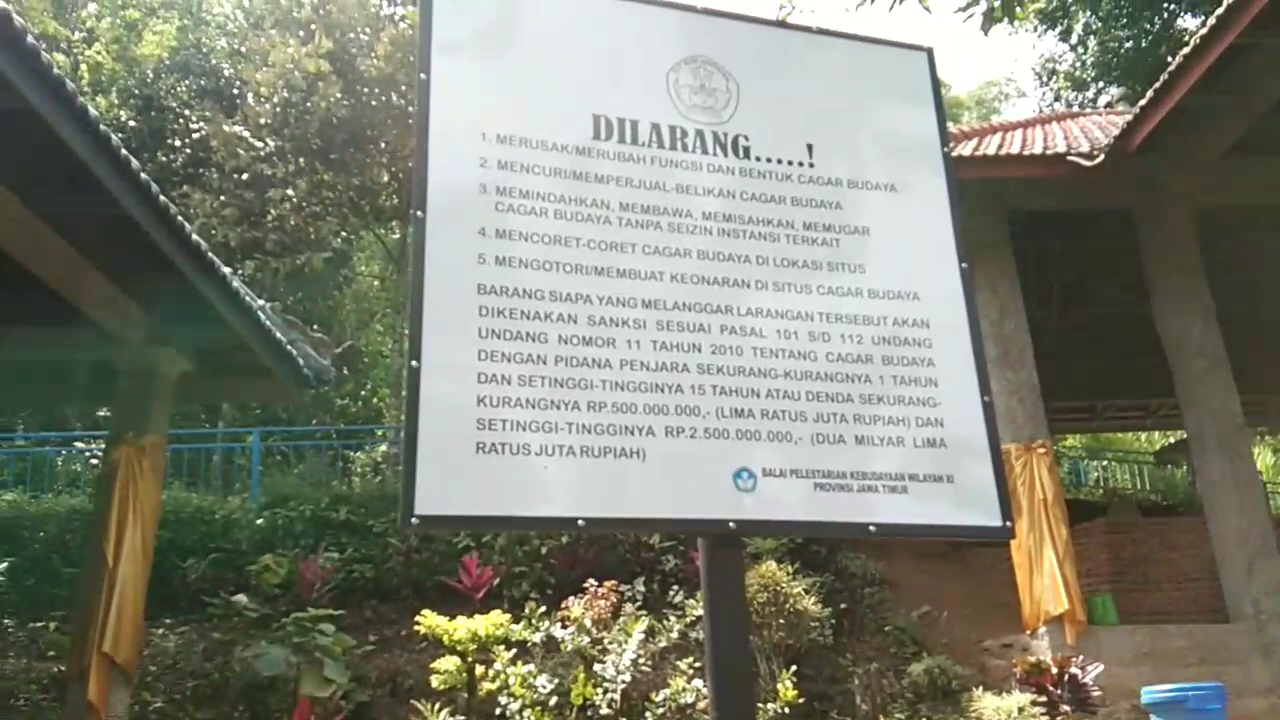 DILARANG.....!
1. MERUSAK/MERUBAH FUNGSI DAN BENTUK CAGAR BUDAYA
2. MENCURI/MEMPERJUAL-BELIKAN CAGAR BUDAYA
3. MEMINDAHKAN, MEMBAWA, MEMISAHKAN, MEMUGAR
CAGAR BUDAYA TANPA SEIZIN INSTANSI TERKAIT
4. MENCORET-CORET CAGAR BUDAYA DI LOKASI SITUS
5. MENGOTORI/MEMBUAT KEONARAN DI SITUS CAGAR BUDAYA
BARANG SIAPA YANG MELANGGAR LARANGAN TERSEBUT AKAN
DIKENAKAN SANKSI SESUAI PASAL 101 S/D 112 UNDANG
UNDANG NOMOR 11 TAHUN 2010 TENTANG CAGAR BUDAYA
DENGAN PIDANA PENJARA SEKURANG-KURANGNYA 1 TAHUN
DAN SETINGGI-TINGGINYA 15 TAHUN ATAU DENDA SEKURANG-
KURANGNYA RP.500.000.000,- (LIMA RATUS JUTA RUPIAH) DAN
SETINGGI-TINGGINYA RP.2.500.000.000,- (DUA MILYAR LIMA
RATUS JUTA RUPIAH)
BALAI PELESTARIAN KEBUDAYAAN WILAYAH XI
PROVINSI JAWA TIMUR